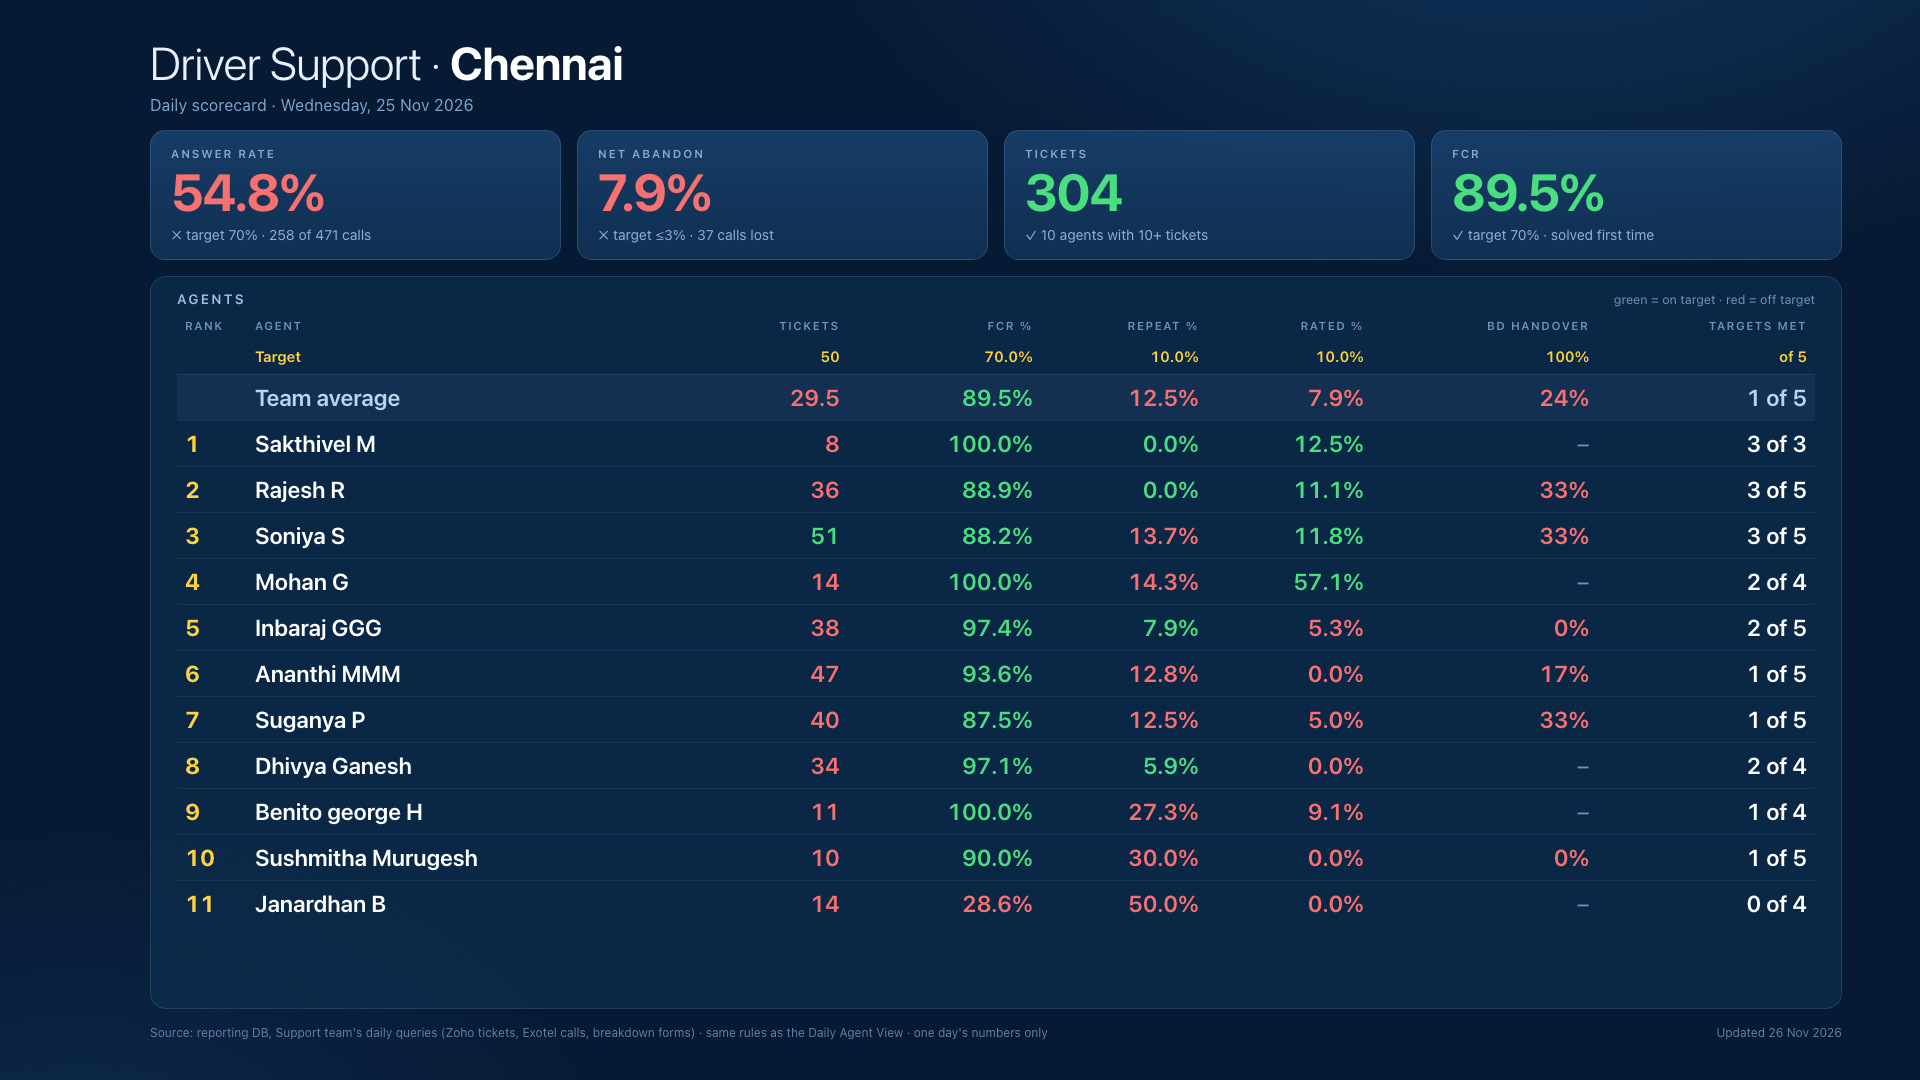 Driver Support · Chennai
Daily scorecard · Wednesday, 25 Nov 2026
ANSWER RATE
54.8%
✕ target 70% · 258 of 471 calls
NET ABANDON
7.9%
✕ target ≤3% · 37 calls lost
TICKETS
304
✓ 10 agents with 10+ tickets
FCR
89.5%
✓ target 70% · solved first time
AGENTS
green = on target · red = off target
RANK AGENT TICKETS FCR % REPEAT % RATED % BD HANDOVER TARGETS MET
Target 50 70.0% 10.0% 10.0% 100% of 5
Team average 29.5 89.5% 12.5% 7.9% 24% 1 of 5
1 Sakthivel M 8 100.0% 0.0% 12.5% – 3 of 3
2 Rajesh R 36 88.9% 0.0% 11.1% 33% 3 of 5
3 Soniya S 51 88.2% 13.7% 11.8% 33% 3 of 5
4 Mohan G 14 100.0% 14.3% 57.1% – 2 of 4
5 Inbaraj GGG 38 97.4% 7.9% 5.3% 0% 2 of 5
6 Ananthi MMM 47 93.6% 12.8% 0.0% 17% 1 of 5
7 Suganya P 40 87.5% 12.5% 5.0% 33% 1 of 5
8 Dhivya Ganesh 34 97.1% 5.9% 0.0% – 2 of 4
9 Benito george H 11 100.0% 27.3% 9.1% – 1 of 4
10 Sushmitha Murugesh 10 90.0% 30.0% 0.0% 0% 1 of 5
11 Janardhan B 14 28.6% 50.0% 0.0% – 0 of 4
Source: reporting DB, Support team's daily queries (Zoho tickets, Exotel calls, breakdown forms) · same rules as the Daily Agent View · one day's numbers only
Updated 26 Nov 2026